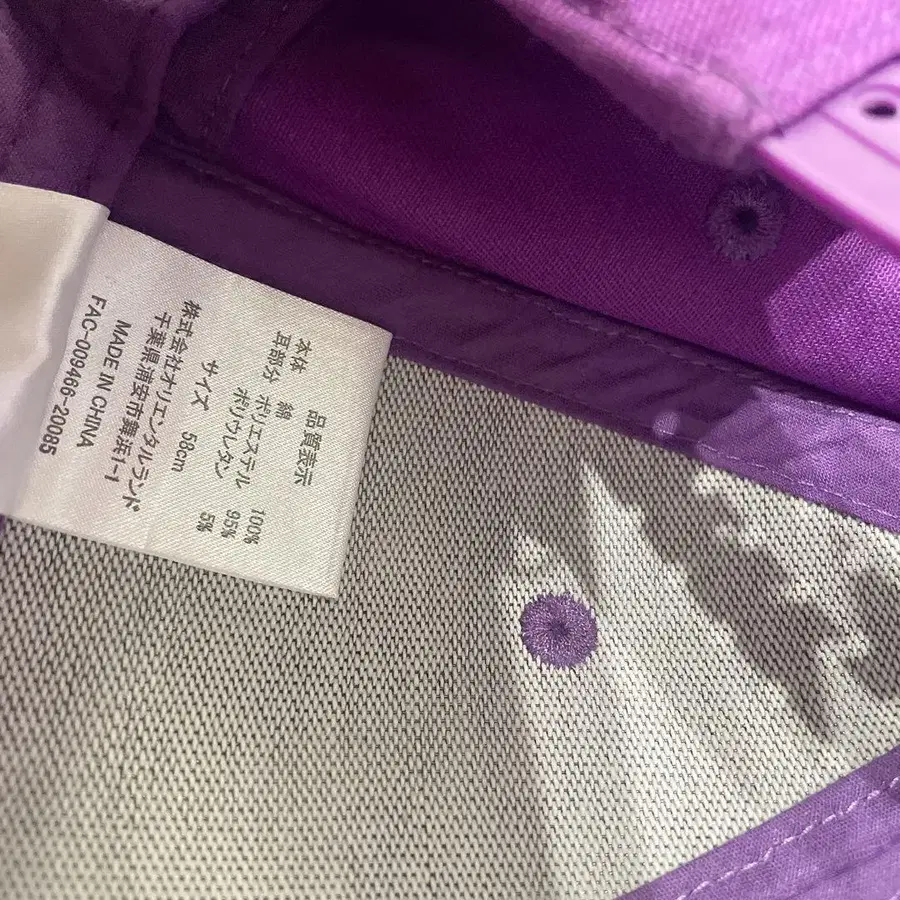 品質表示
本体 綿 100%
耳部分 ポリエステル 95%
ポリウレタン 5%
サイズ 58cm
株式会社オリエンタルランド
千葉県浦安市舞浜1-1
MADE IN CHINA
FAC-009466-20085